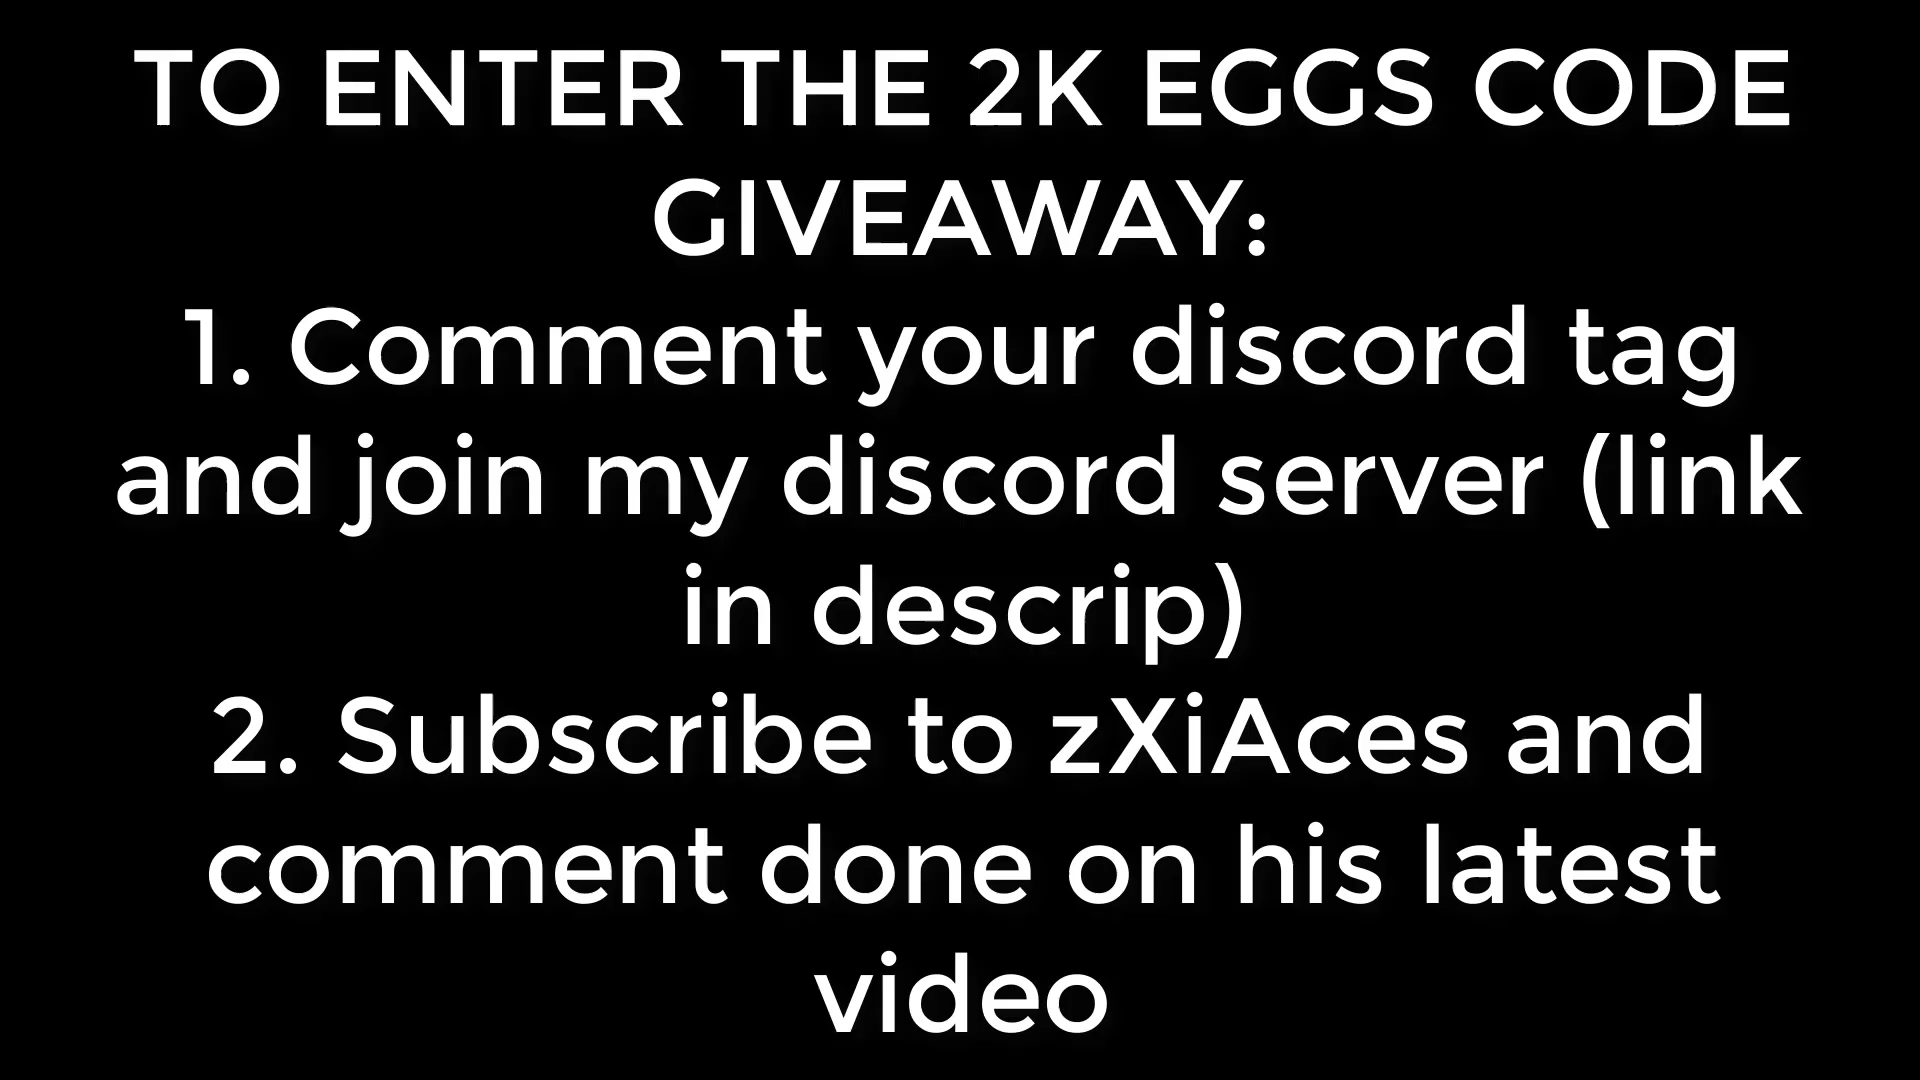 TO ENTER THE 2K EGGS CODE
GIVEAWAY:
1. Comment your discord tag
and join my discord server (link
in descrip)
2. Subscribe to zXiAces and
comment done on his latest
video